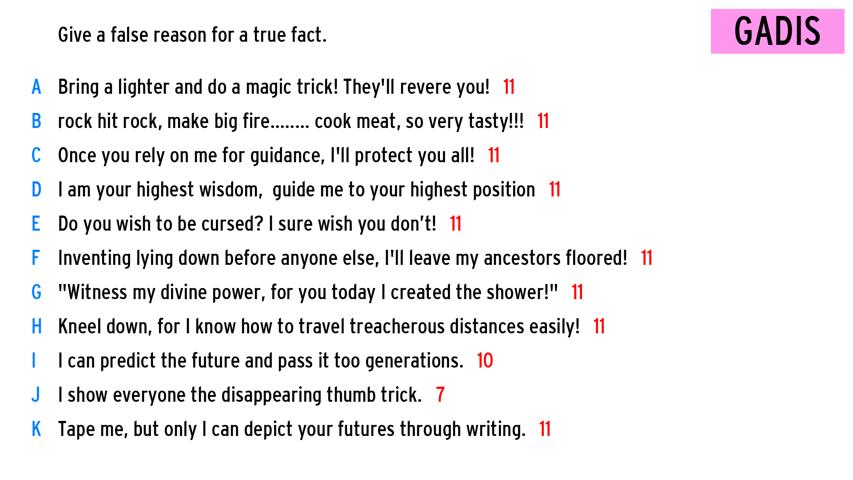 Give a false reason for a true fact.
GADIS
A Bring a lighter and do a magic trick! They'll revere you! 11
B rock hit rock, make big fire........ cook meat, so very tasty!!! 11
C Once you rely on me for guidance, I'll protect you all! 11
D I am your highest wisdom,  guide me to your highest position 11
E Do you wish to be cursed? I sure wish you don't! 11
F Inventing lying down before anyone else, I'll leave my ancestors floored! 11
G "Witness my divine power, for you today I created the shower!" 11
H Kneel down, for I know how to travel treacherous distances easily! 11
I I can predict the future and pass it too generations. 10
J I show everyone the disappearing thumb trick. 7
K Tape me, but only I can depict your futures through writing. 11